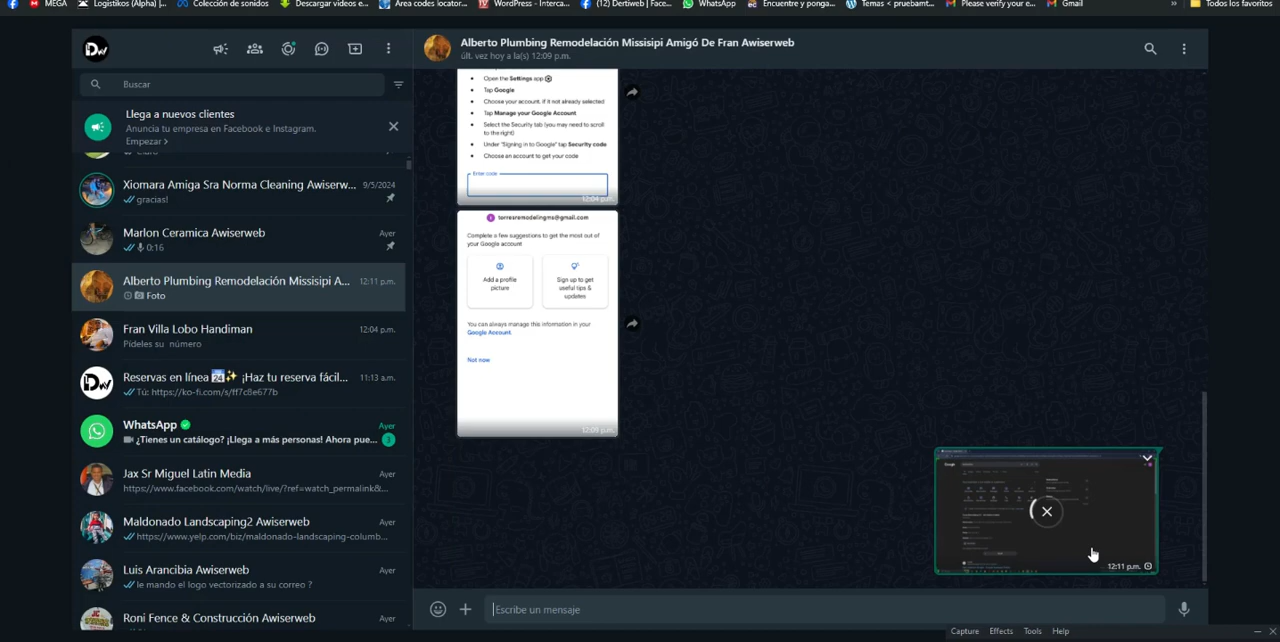 MEGA
Logistikos (Alpha) |...
Colección de sonidos
Descargar videos e...
Area codes locator...
WordPress - Interca...
(12) Dertiweb | Face...
WhatsApp
Encuentre y ponga...
Temas < pruebamt...
Please verify your e...
Gmail
»
Todos los favoritos
DW
Buscar
Llega a nuevos clientes
Anuncia tu empresa en Facebook e Instagram.
Empezar >
Xiomara Amiga Sra Norma Cleaning Awiserw...
9/5/2024
gracias!
Marlon Ceramica Awiserweb
Ayer
0:16
Alberto Plumbing Remodelación Missisipi A...
12:11 p.m.
Foto
Fran Villa Lobo Handiman
12:04 p.m.
Pídeles su número
Reservas en línea 📅✨ ¡Haz tu reserva fácil...
11:13 a.m.
Tú: https://ko-fi.com/s/ff7c8e677b
WhatsApp
Ayer
¿Tienes un catálogo? ¡Llega a más personas! Ahora pue...
Jax Sr Miguel Latin Media
Ayer
https://www.facebook.com/watch/live/?ref=watch_permalink&...
Maldonado Landscaping2 Awiserweb
Ayer
https://www.yelp.com/biz/maldonado-landscaping-columb...
Luis Arancibia Awiserweb
Ayer
le mando el logo vectorizado a su correo ?
Roni Fence & Construcción Awiserweb
Ayer
Alberto Plumbing Remodelación Missisipi Amigó De Fran Awiserweb
últ. vez hoy a la(s) 12:09 p.m.
Open the Settings app
Tap Google
Choose your account, if it not already selected
Tap Manage your Google Account
Select the Security tab (you may need to scroll
to the right)
Under "Signing in to Google" tap Security code
Choose an account to get your code
Enter code
12:04 p.m.
torresremodelingms@gmail.com
Complete a few suggestions to get the most out of
your Google account
Add a profile
picture
Sign up to get
useful tips &
updates
You can always manage this information in your
Google Account.
Not now
12:09 p.m.
Google
12:11 p.m.
Escribe un mensaje
Capture
Effects
Tools
Help